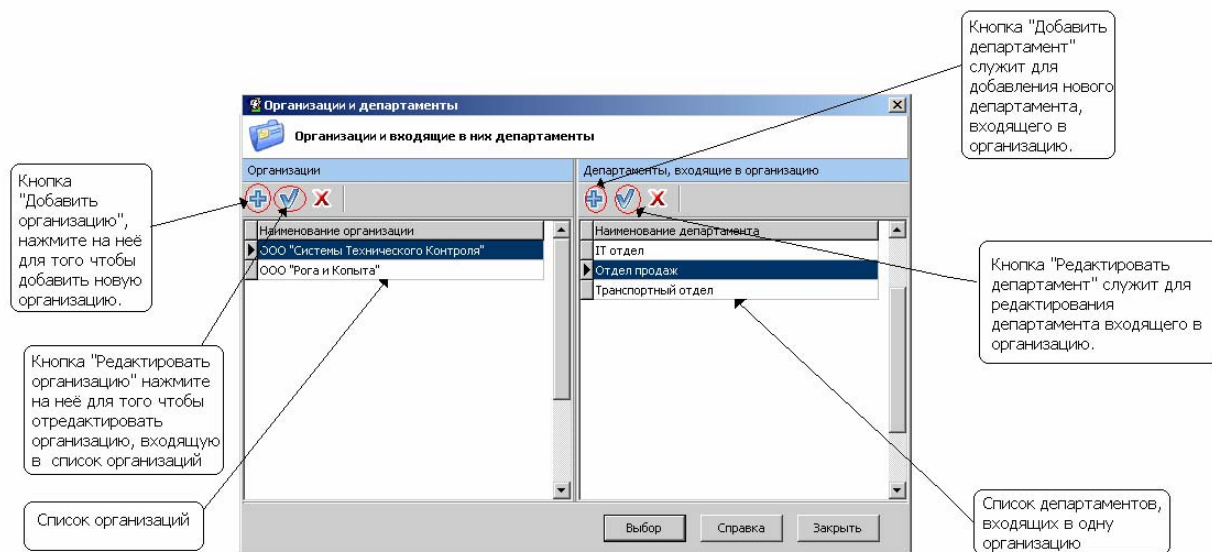 Кнопка "Добавить
департамент"
служит для
добавления нового
департамента,
входящего в
организацию.
Организации и департаменты
Организации и входящие в них департаменты
Организации
Департаменты, входящие в организацию
Кнопка
"Добавить
организацию",
нажмите на неё
для того чтобы
добавить новую
организацию.
Наименование организации
ООО "Системы Технического Контроля"
ООО "Рога и Копыта"
Наименование департамента
IT отдел
Отдел продаж
Транспортный отдел
Кнопка "Редактировать
департамент" служит для
редактирования
департамента входящего в
организацию.
Кнопка "Редактировать
организацию" нажмите
на неё для того чтобы
отредактировать
организацию, входящую
в список организаций
Список организаций
Список департаментов,
входящих в одну
организацию
Выбор
Справка
Закрыть